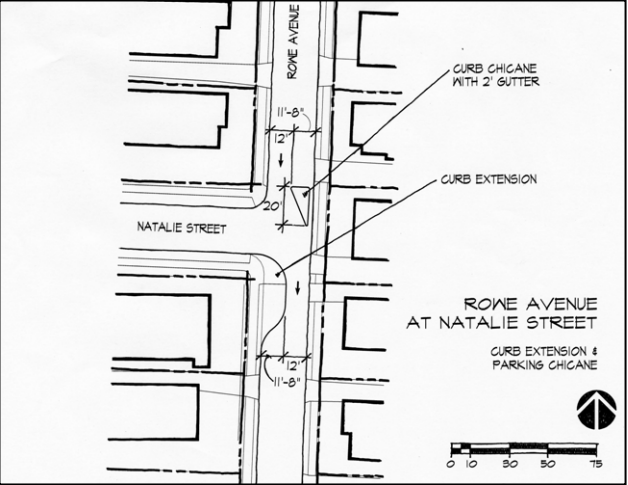 ROWE AVENUE
CURB CHICANE
WITH 2' GUTTER
11'-8"
12'
CURB EXTENSION
20'
NATALIE STREET
ROWE AVENUE
AT NATALIE STREET
CURB EXTENSION &
PARKING CHICANE
12'
11'-8"
0 10 30 50 75